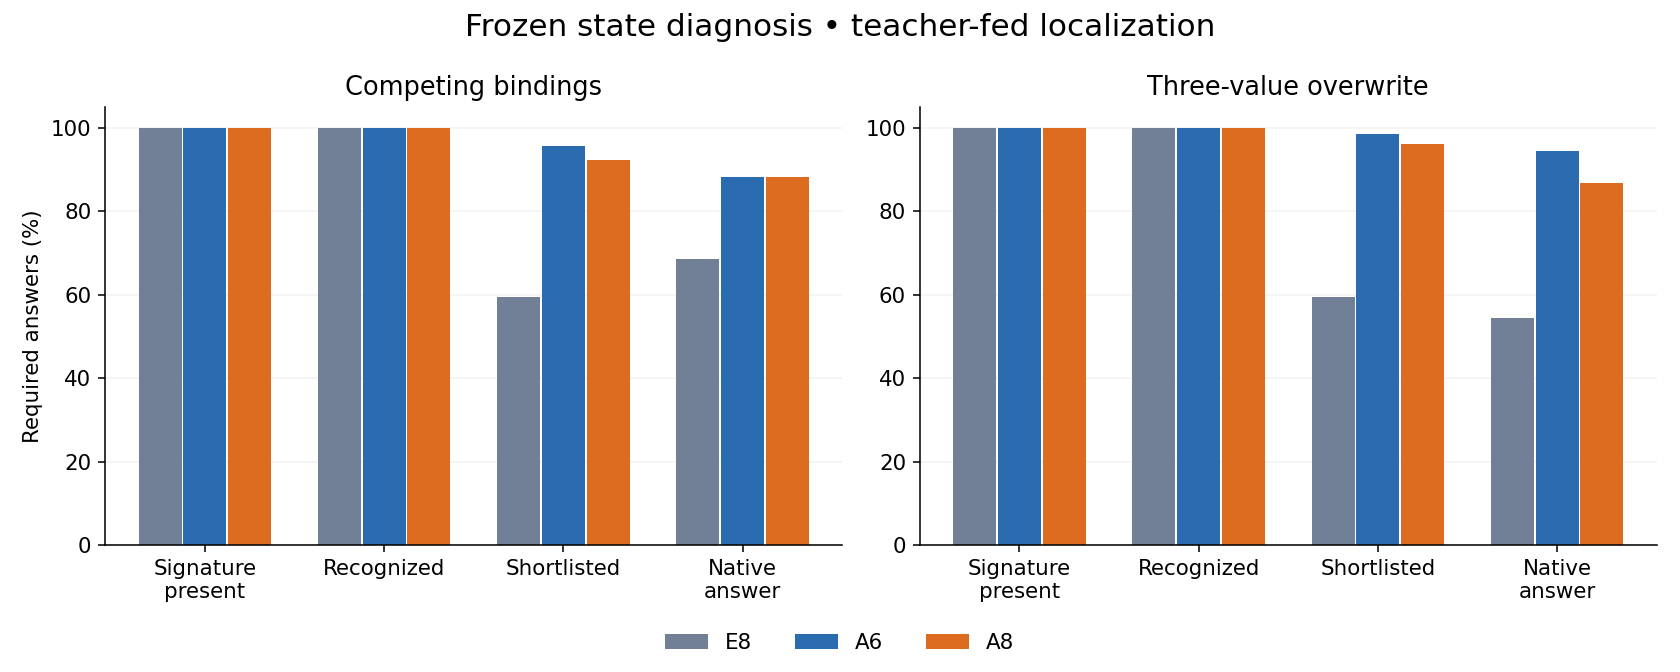 Frozen state diagnosis • teacher-fed localization
Competing bindings
Three-value overwrite
Required answers (%)
100
80
60
40
20
0
Signature
present
Recognized
Shortlisted
Native
answer
100
80
60
40
20
0
Signature
present
Recognized
Shortlisted
Native
answer
E8
A6
A8